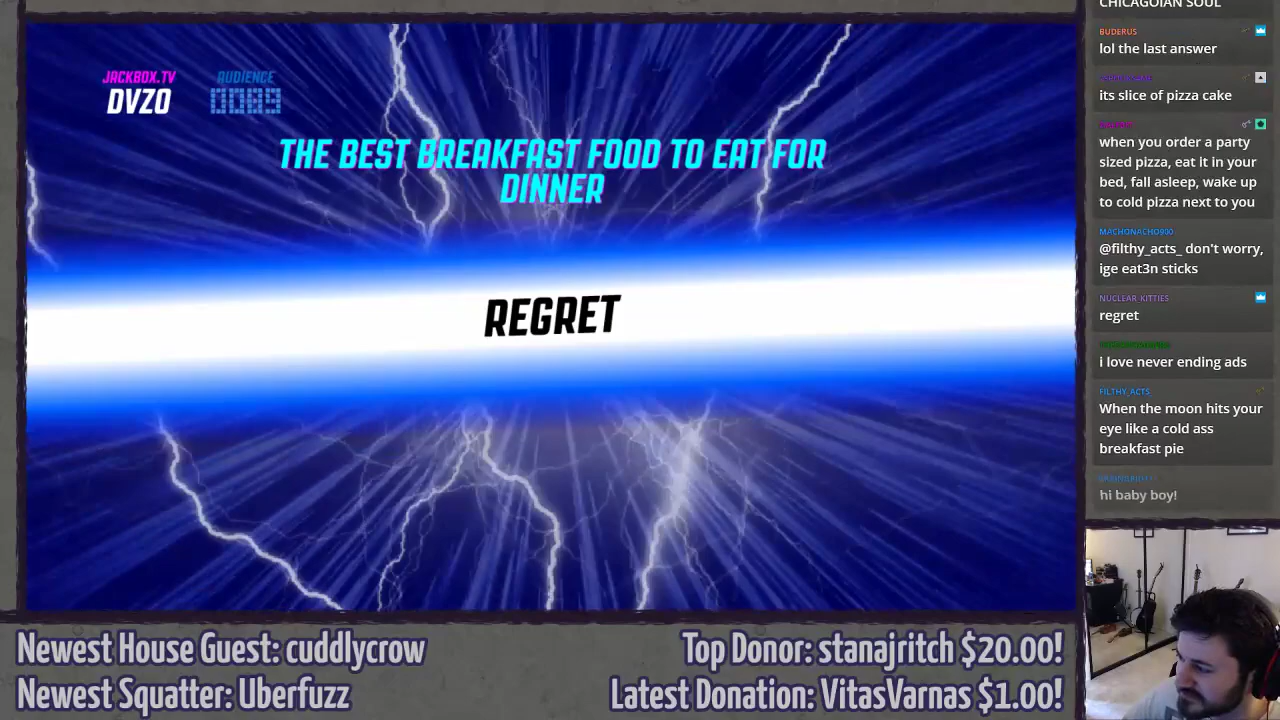 JACKBOX.TV
DVZO
AUDIENCE
THE BEST BREAKFAST FOOD TO EAT FOR
DINNER
REGRET
CHICAGOIAN SOUL
BUDERUS
lol the last answer
its slice of pizza cake
when you order a party
sized pizza, eat it in your
bed, fall asleep, wake up
to cold pizza next to you
MACHONACHO900
@filthy_acts_ don't worry,
ige eat3n sticks
NUCLEAR_KITTIES
regret
i love never ending ads
FILTHY_ACTS_
When the moon hits your
eye like a cold ass
breakfast pie
hi baby boy!
Newest House Guest: cuddlycrow
Newest Squatter: Uberfuzz
Top Donor: stanajritch $20.00!
Latest Donation: VitasVarnas $1.00!